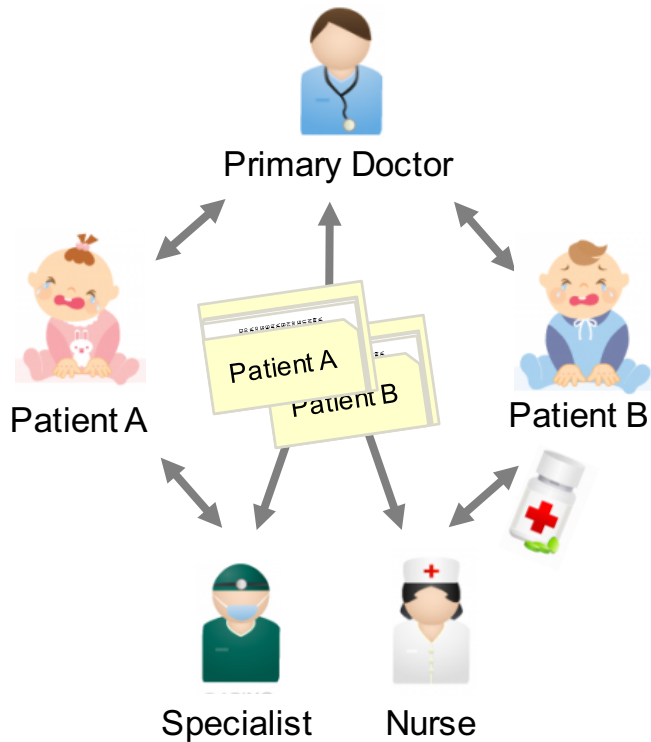 Primary Doctor
Patient A
Patient B
Patient A
Patient B
Specialist
Nurse